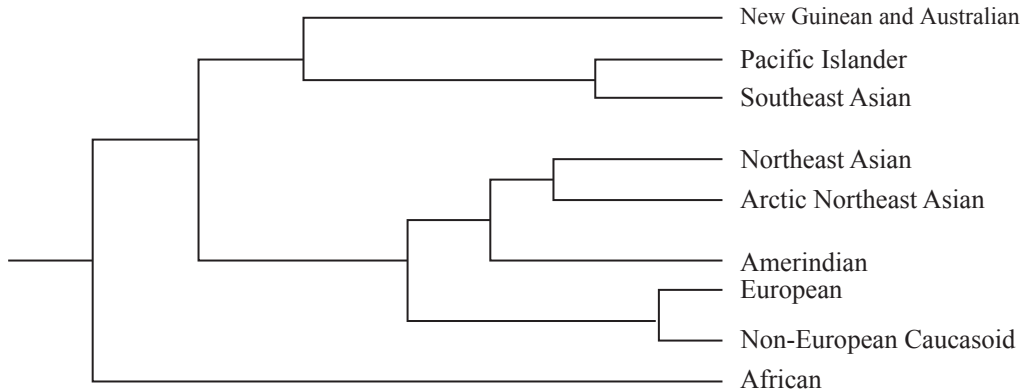 New Guinean and Australian
Pacific Islander
Southeast Asian
Northeast Asian
Arctic Northeast Asian
Amerindian
European
Non-European Caucasoid
African